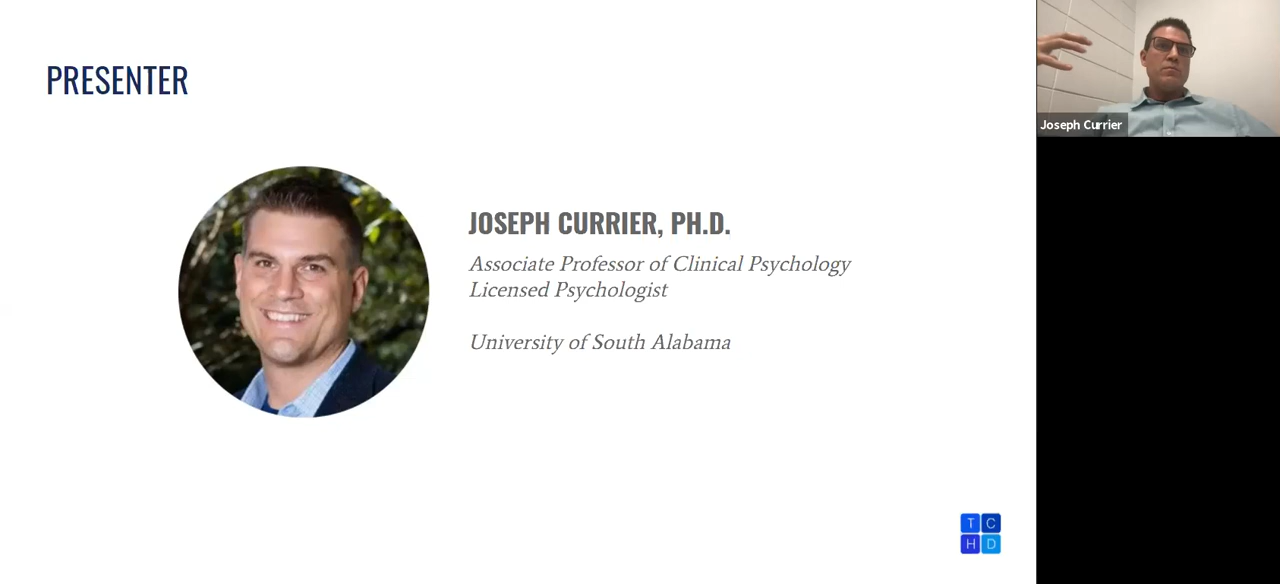 PRESENTER
JOSEPH CURRIER, PH.D.
Associate Professor of Clinical Psychology
Licensed Psychologist
University of South Alabama
Joseph Currier
T C
H D